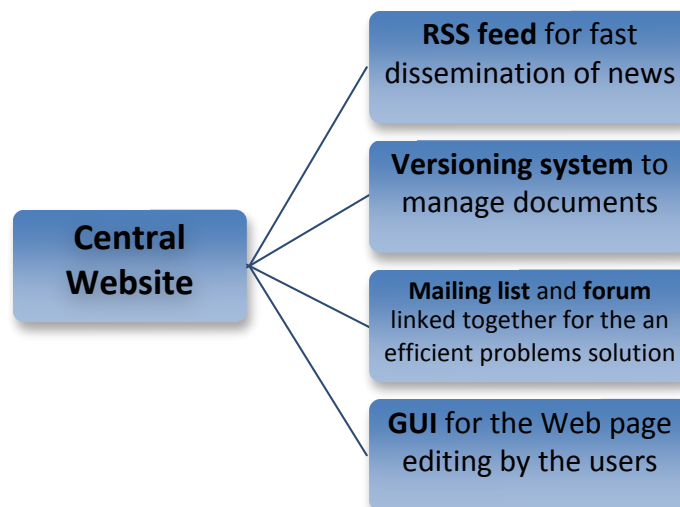 RSS feed for fast
dissemination of news
Versioning system to
manage documents
Central
Website
Mailing list and forum
linked together for the an
efficient problems solution
GUI for the Web page
editing by the users